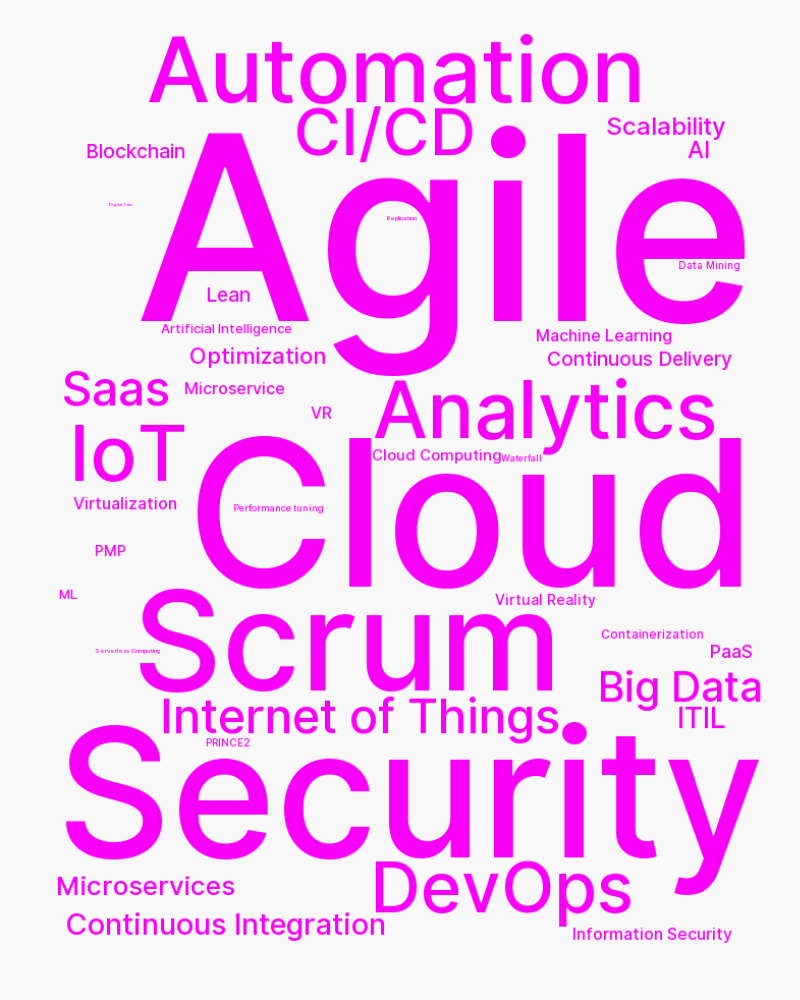 Automation
CI/CD
Scalability
AI
Blockchain
Agile
Digital Twin
Replication
Data Mining
Lean
Artificial Intelligence
Machine Learning
Optimization
Continuous Delivery
Saas
Microservice
VR
Analytics
IoT
Cloud Computing
Waterfall
Cloud
Virtualization
Performance tuning
PMP
ML
Virtual Reality
Scrum
Containerization
Serverless Computing
PaaS
Big Data
Internet of Things
ITIL
PRINCE2
Security
Microservices
DevOps
Continuous Integration
Information Security